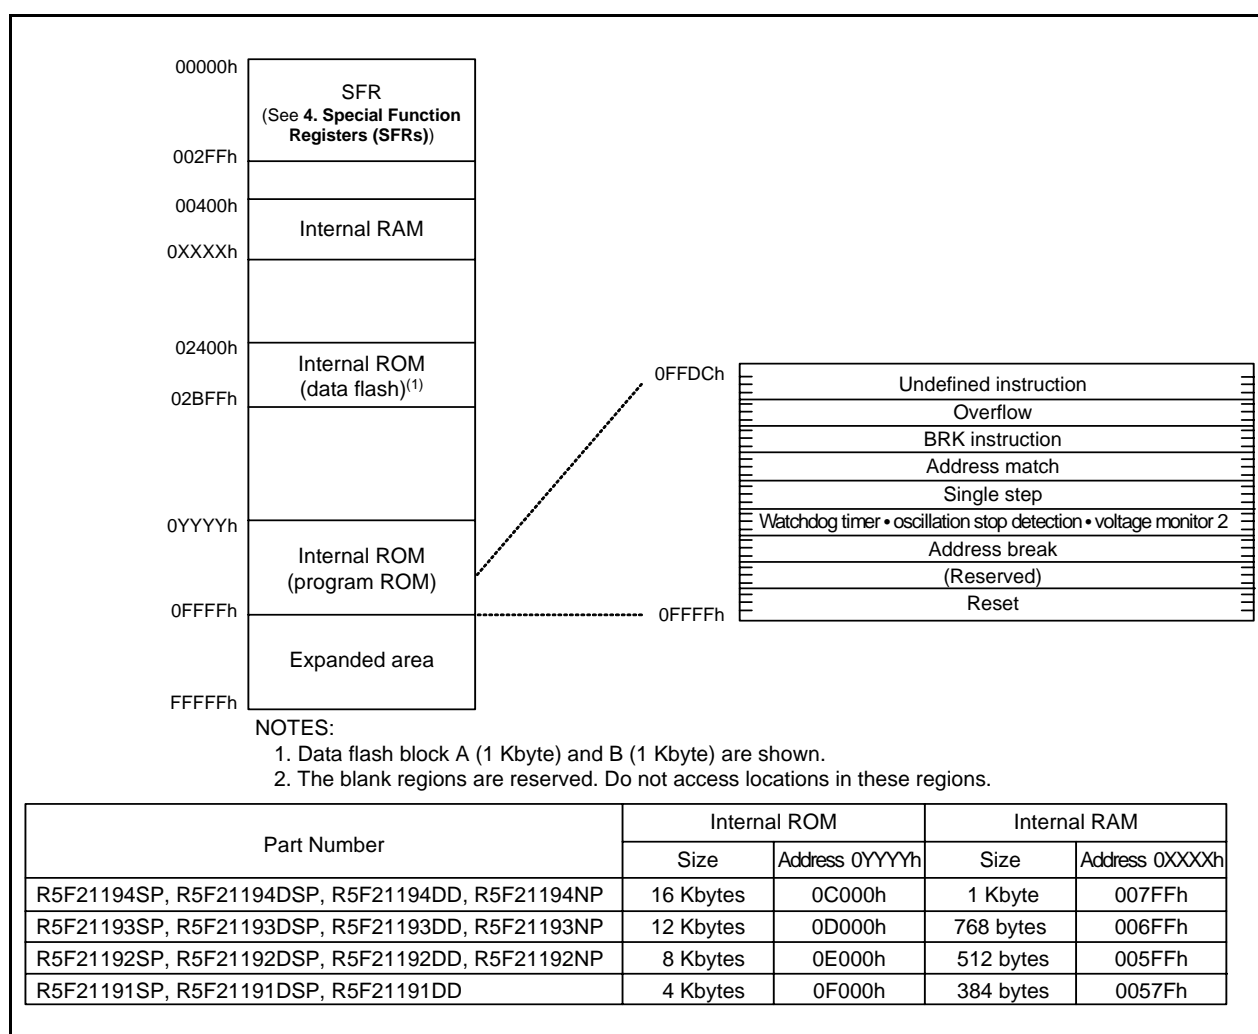 00000h
SFR
(See 4. Special Function
Registers (SFRs))
002FFh
00400h
Internal RAM
0XXXXh
02400h
Internal ROM
(data flash)(1)
02BFFh
0YYYYh
Internal ROM
(program ROM)
0FFFFh
Expanded area
FFFFFh
0FFDCh
Undefined instruction
Overflow
BRK instruction
Address match
Single step
Watchdog timer • oscillation stop detection • voltage monitor 2
Address break
(Reserved)
Reset
0FFFFh
NOTES:
1. Data flash block A (1 Kbyte) and B (1 Kbyte) are shown.
2. The blank regions are reserved. Do not access locations in these regions.
Part Number Internal ROM Internal RAM
Size Address 0YYYYh Size Address 0XXXXh
R5F21194SP, R5F21194DSP, R5F21194DD, R5F21194NP 16 Kbytes 0C000h 1 Kbyte 007FFh
R5F21193SP, R5F21193DSP, R5F21193DD, R5F21193NP 12 Kbytes 0D000h 768 bytes 006FFh
R5F21192SP, R5F21192DSP, R5F21192DD, R5F21192NP 8 Kbytes 0E000h 512 bytes 005FFh
R5F21191SP, R5F21191DSP, R5F21191DD 4 Kbytes 0F000h 384 bytes 0057Fh